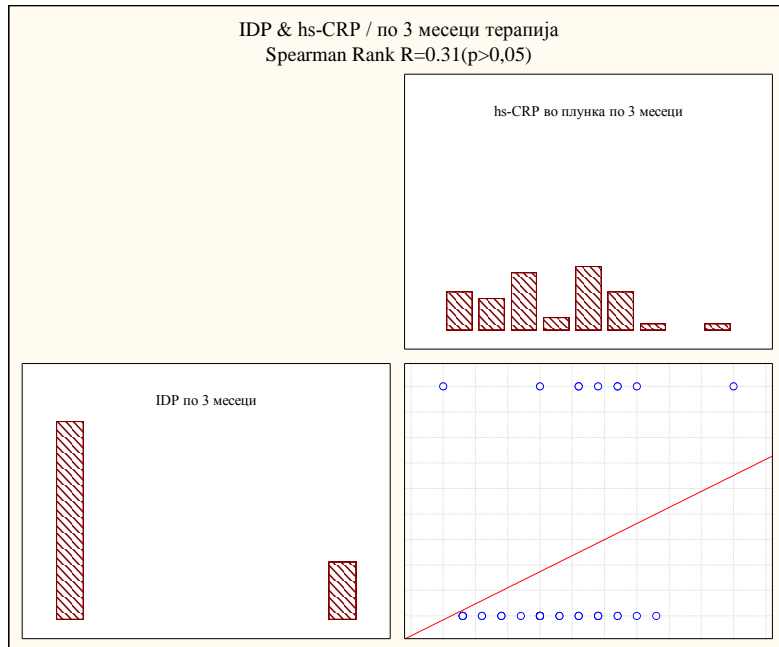 IDP & hs-CRP / по 3 месеци терапија
Spearman Rank R=0.31(p>0,05)
hs-CRP во плунка по 3 месеци
IDP по 3 месеци